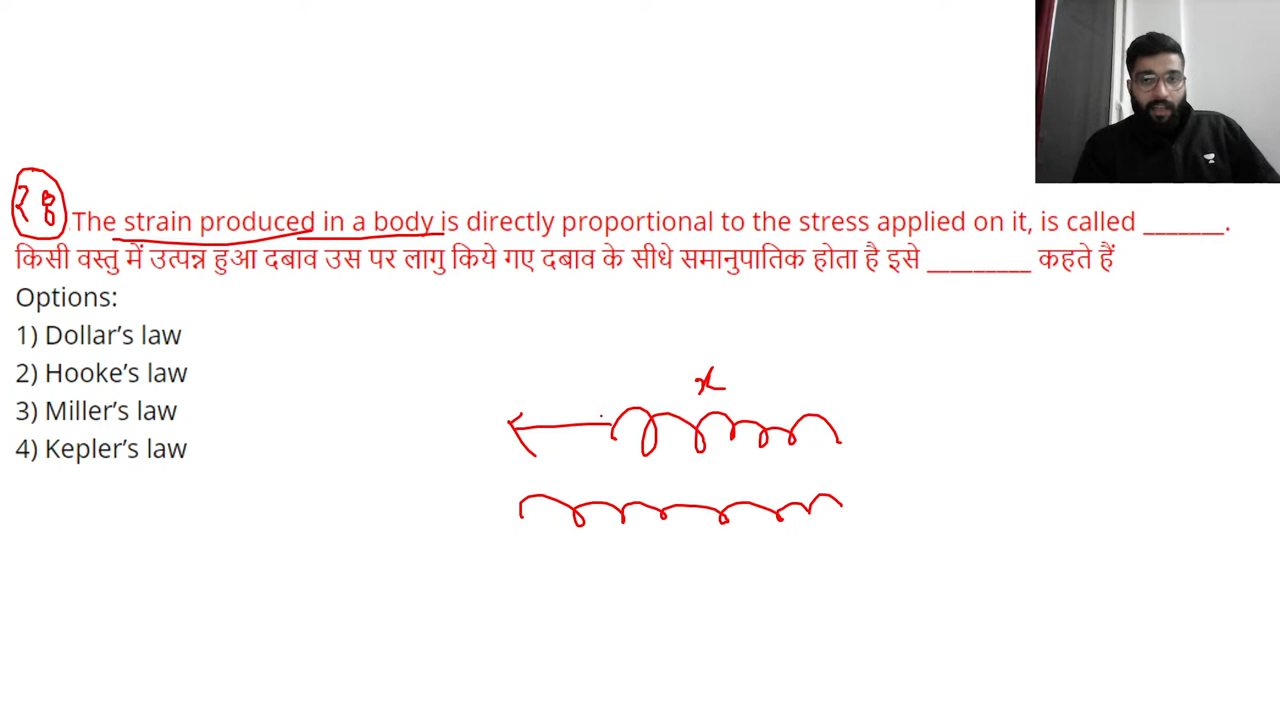 28 The strain produced in a body is directly proportional to the stress applied on it, is called _______.
किसी वस्तु में उत्पन्न हुआ दबाव उस पर लागु किये गए दबाव के सीधे समानुपातिक होता है इसे _________ कहते हैं
Options:
1) Dollar’s law
2) Hooke’s law
3) Miller’s law
4) Kepler’s law
x